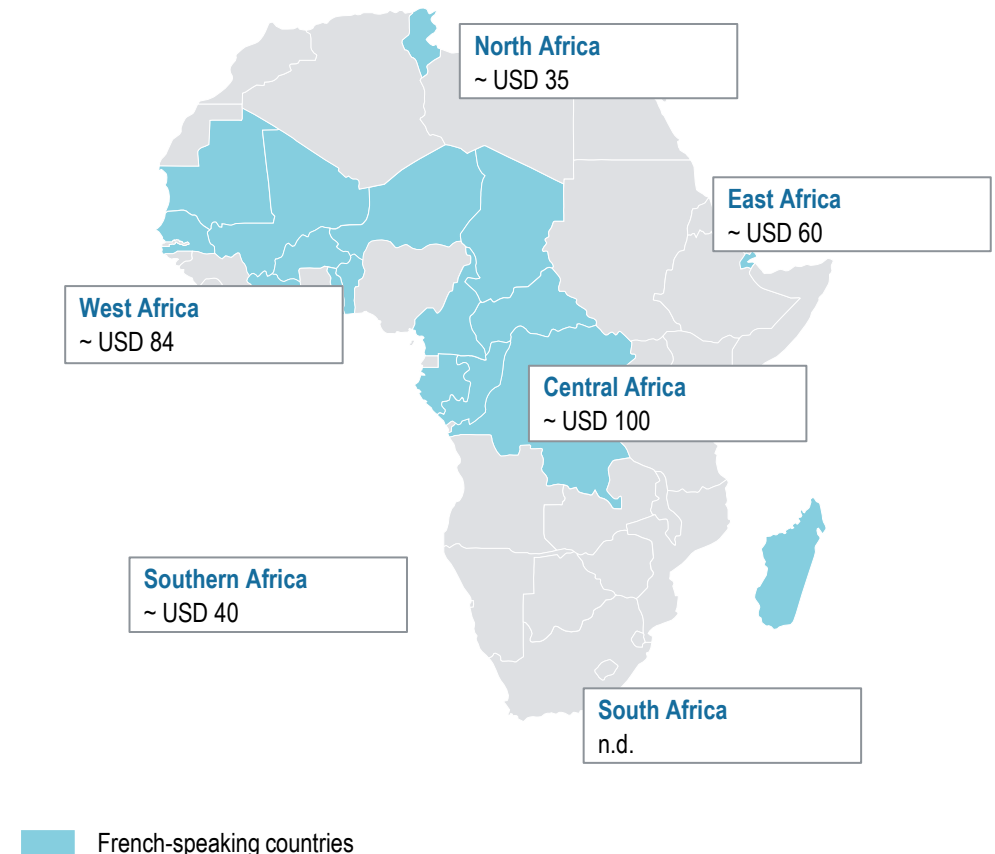 North Africa
~ USD 35
East Africa
~ USD 60
West Africa
~ USD 84
Central Africa
~ USD 100
Southern Africa
~ USD 40
South Africa
n.d.
French-speaking countries